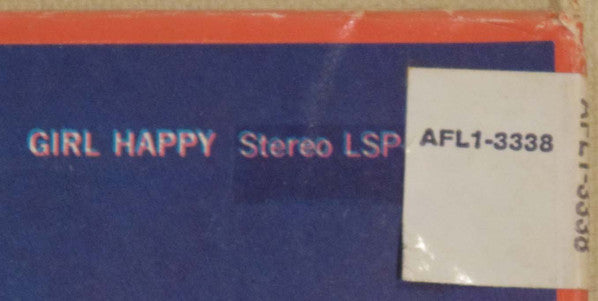 GIRL HAPPY Stereo LSP- AFL1-3338
AFL1-3338